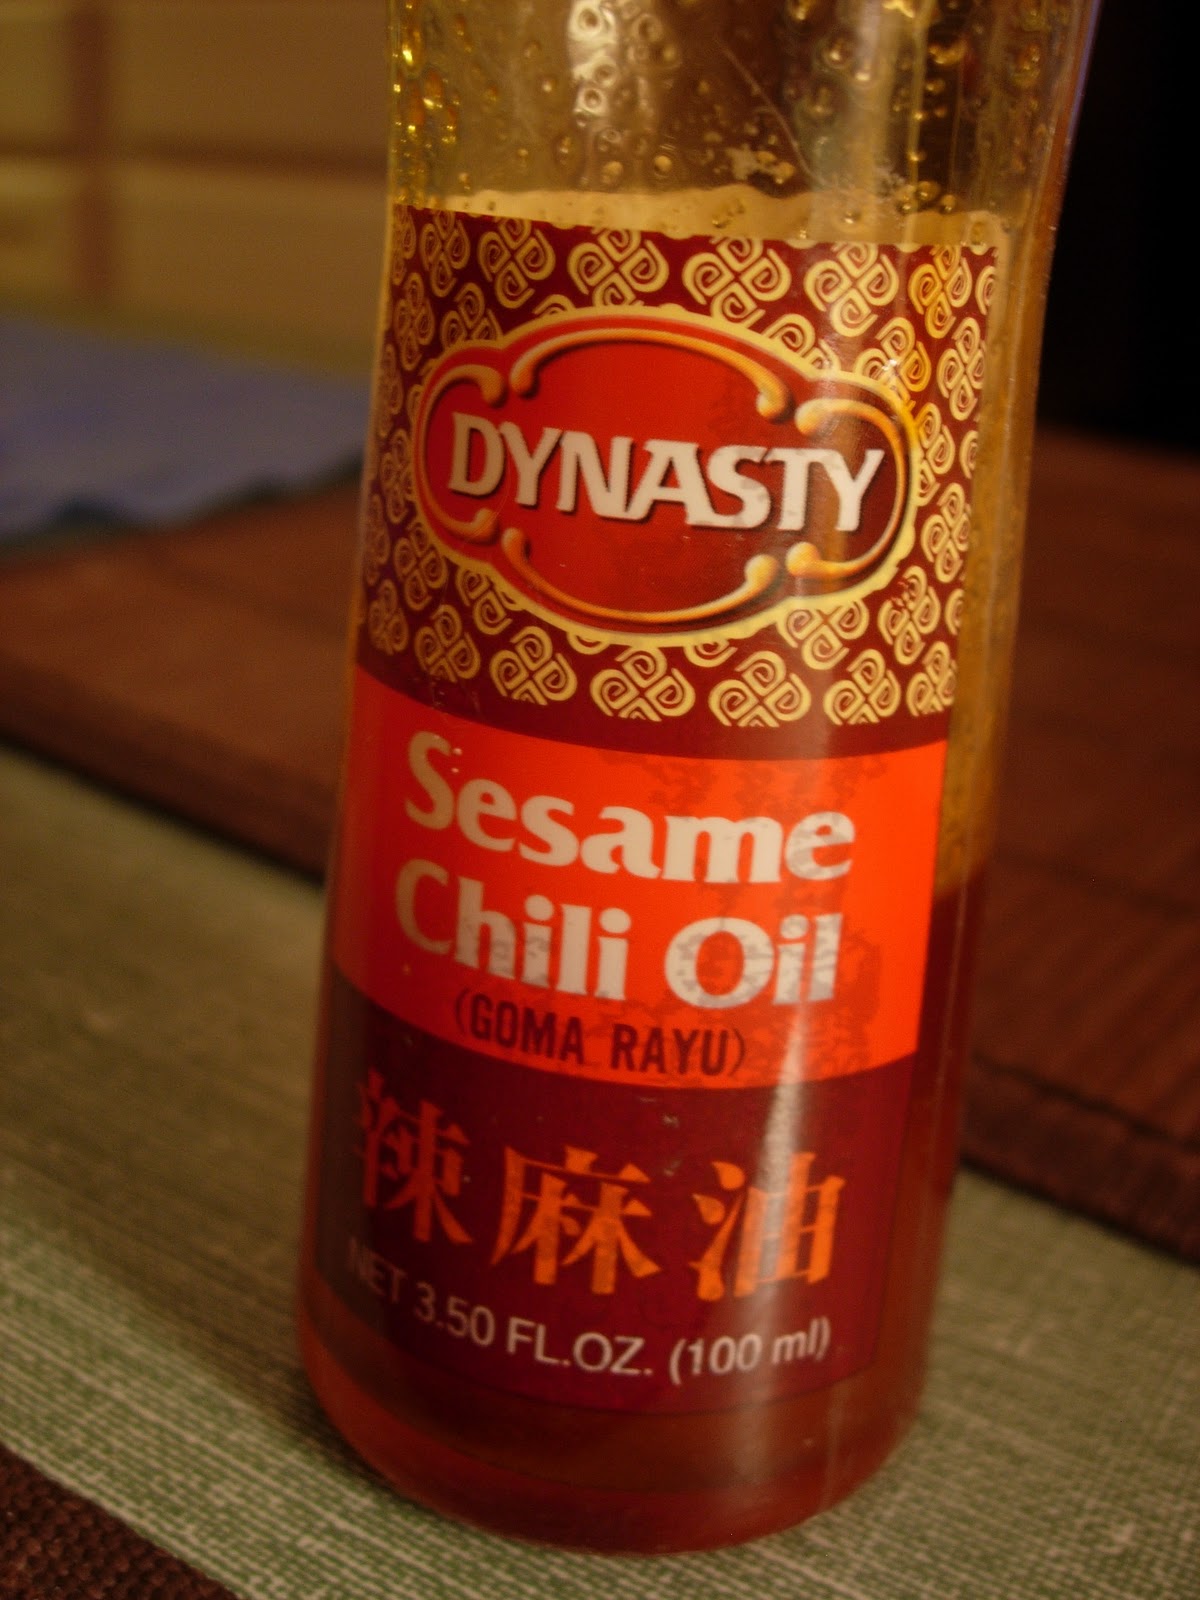 DYNASTY
Sesame
Chili Oil
(GOMA RAYU)
辣麻油
NET 3.50 FL.OZ. (100 ml)